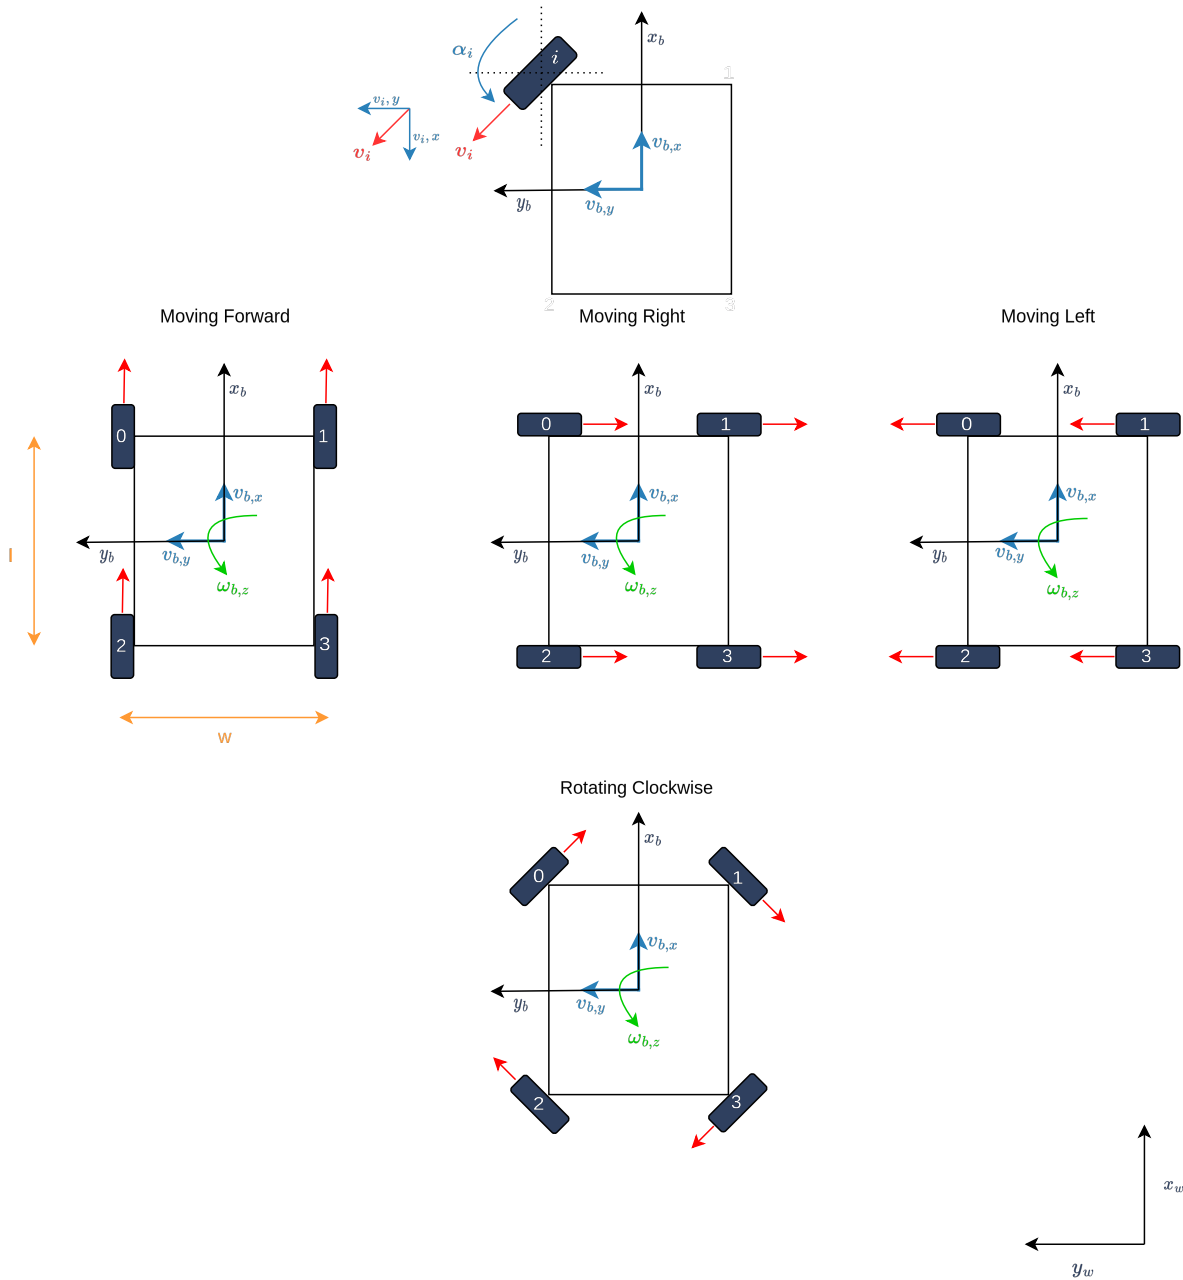 x_b
α_i
i
1
v_i, y
v_i, x
v_i
v_i
v_{b,x}
y_b
v_{b,y}
2
3
Moving Forward
Moving Right
Moving Left
x_b
x_b
x_b
0
1
0
1
0
1
v_{b,x}
v_{b,x}
v_{b,x}
l
y_b
v_{b,y}
ω_{b,z}
y_b
v_{b,y}
ω_{b,z}
y_b
v_{b,y}
ω_{b,z}
2
3
2
3
2
3
w
Rotating Clockwise
x_b
0
1
v_{b,x}
y_b
v_{b,y}
ω_{b,z}
2
3
x_w
y_w